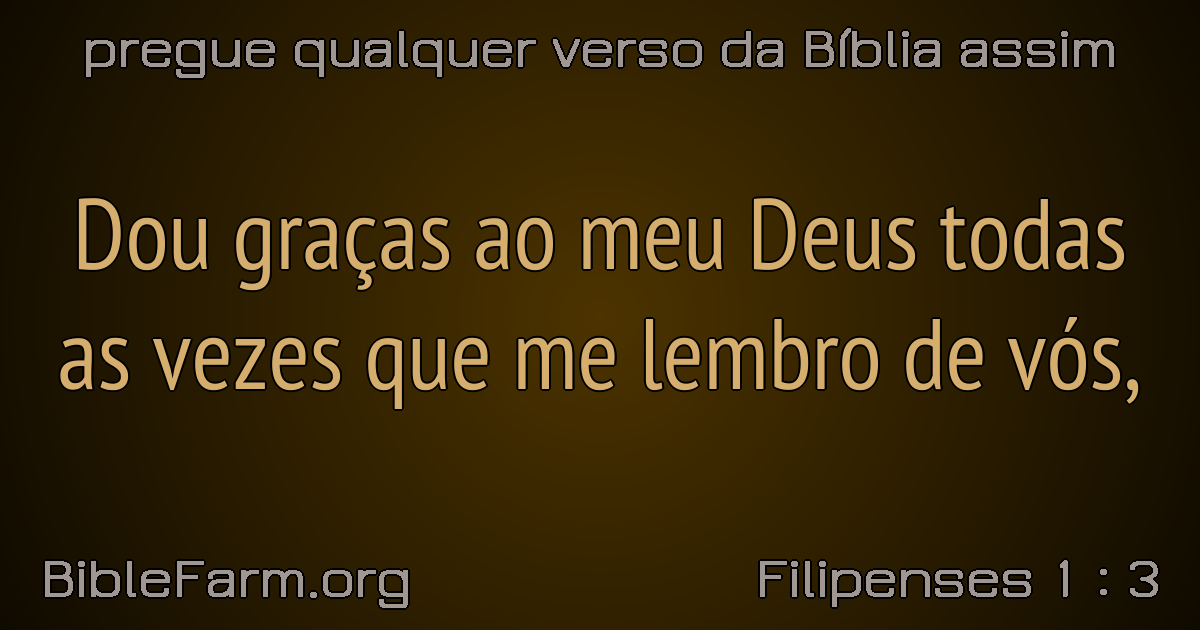 pregue qualquer verso da Bíblia assim
Dou graças ao meu Deus todas
as vezes que me lembro de vós,
BibleFarm.org
Filipenses 1 : 3